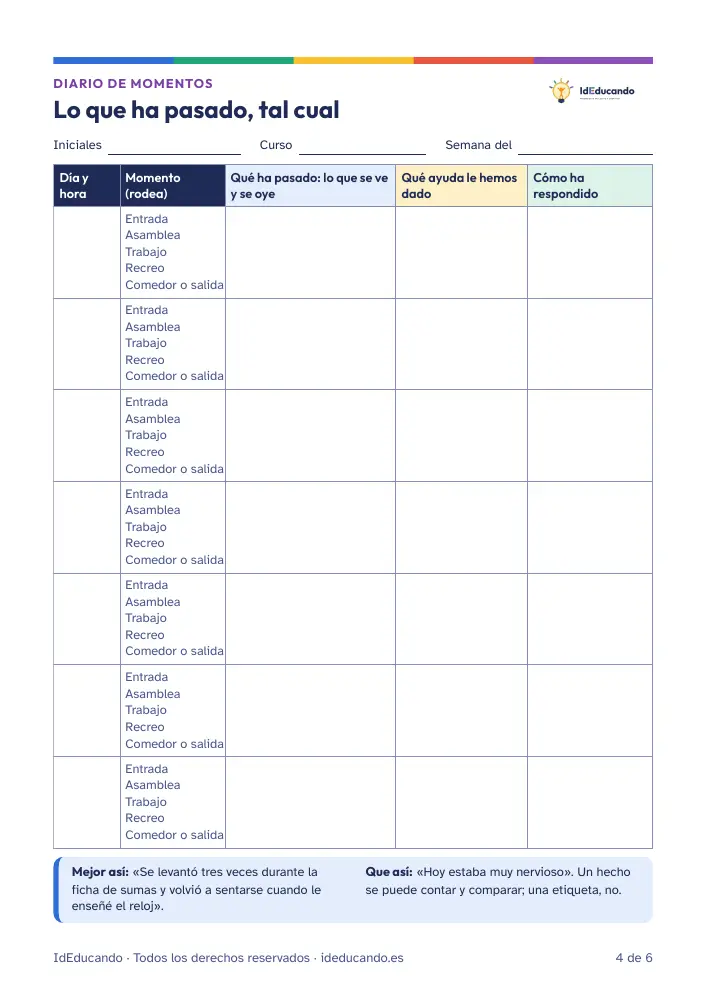 DIARIO DE MOMENTOS
Lo que ha pasado, tal cual
IdEducando
Iniciales
Curso
Semana del
Día y hora
Momento (rodea)
Qué ha pasado: lo que se ve y se oye
Qué ayuda le hemos dado
Cómo ha respondido
Entrada
Asamblea
Trabajo
Recreo
Comedor o salida
Entrada
Asamblea
Trabajo
Recreo
Comedor o salida
Entrada
Asamblea
Trabajo
Recreo
Comedor o salida
Entrada
Asamblea
Trabajo
Recreo
Comedor o salida
Entrada
Asamblea
Trabajo
Recreo
Comedor o salida
Entrada
Asamblea
Trabajo
Recreo
Comedor o salida
Entrada
Asamblea
Trabajo
Recreo
Comedor o salida
Mejor así: «Se levantó tres veces durante la
ficha de sumas y volvió a sentarse cuando le
enseñé el reloj».
Que así: «Hoy estaba muy nervioso». Un hecho
se puede contar y comparar; una etiqueta, no.
IdEducando · Todos los derechos reservados · ideducando.es
4 de 6